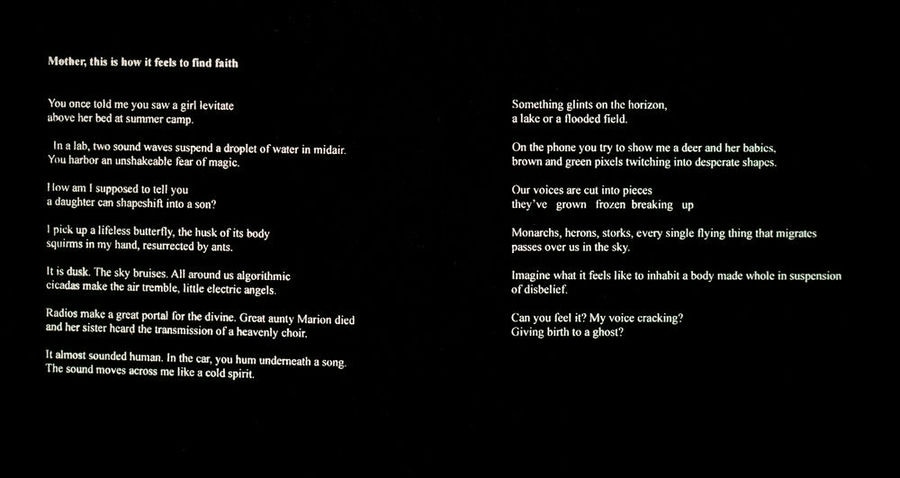 Mother, this is how it feels to find faith
You once told me you saw a girl levitate
above her bed at summer camp.
In a lab, two sound waves suspend a droplet of water in midair.
You harbor an unshakeable fear of magic.
How am I supposed to tell you
a daughter can shapeshift into a son?
I pick up a lifeless butterfly, the husk of its body
squirms in my hand, resurrected by ants.
It is dusk. The sky bruises. All around us algorithmic
cicadas make the air tremble, little electric angels.
Radios make a great portal for the divine. Great aunty Marion died
and her sister heard the transmission of a heavenly choir.
It almost sounded human. In the car, you hum underneath a song.
The sound moves across me like a cold spirit.
Something glints on the horizon,
a lake or a flooded field.
On the phone you try to show me a deer and her babies,
brown and green pixels twitching into desperate shapes.
Our voices are cut into pieces
they've grown frozen breaking up
Monarchs, herons, storks, every single flying thing that migrates
passes over us in the sky.
Imagine what it feels like to inhabit a body made whole in suspension
of disbelief.
Can you feel it? My voice cracking?
Giving birth to a ghost?